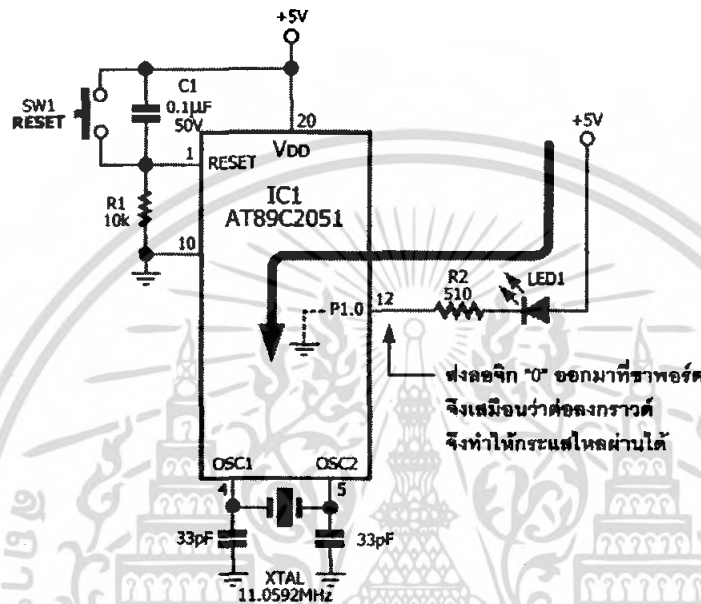 +5V
C1
0.1µF
50V
SW1
RESET
20
+5V
1
RESET
VDD
IC1
AT89C2051
R1
10k
10
R2
510
LED1
P1.0
12
ส่งลอจิก "0" ออกมาที่ขาพอร์ต
จึงเสมือนว่าต่อลงกราวด์
จึงทำให้กระแสไหลผ่านได้
OSC1
OSC2
4
5
33pF
33pF
XTAL
11.0592MHz